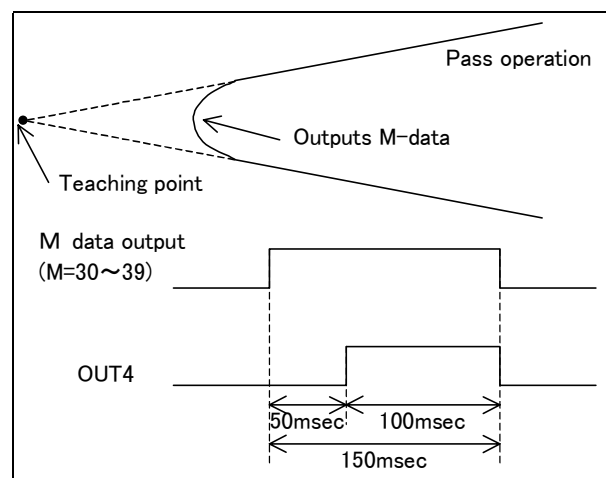 Pass operation
Outputs M-data
Teaching point
M data output
(M=30～39)
OUT4
50msec
100msec
150msec